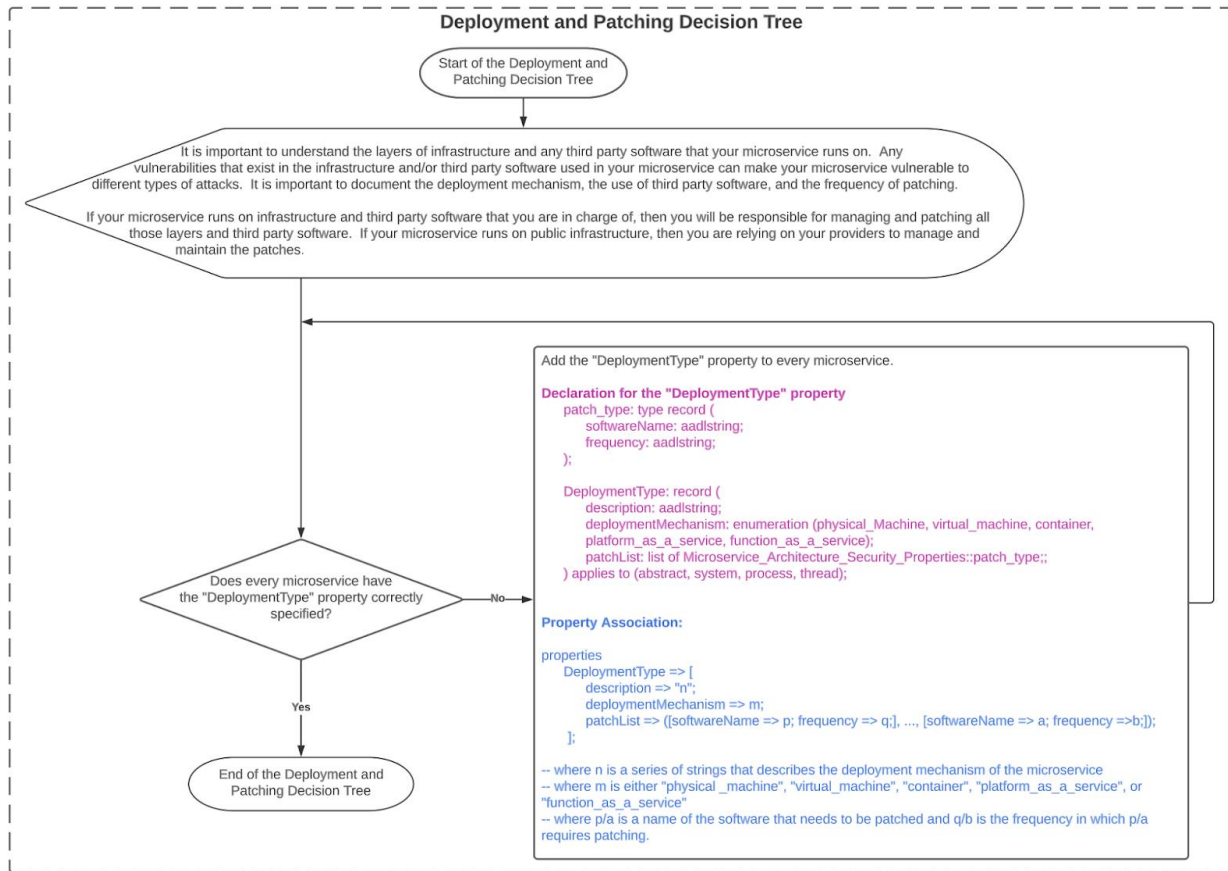 Deployment and Patching Decision Tree
Start of the Deployment and
Patching Decision Tree
It is important to understand the layers of infrastructure and any third party software that your microservice runs on. Any
vulnerabilities that exist in the infrastructure and/or third party software used in your microservice can make your microservice vulnerable to
different types of attacks. It is important to document the deployment mechanism, the use of third party software, and the frequency of patching.
If your microservice runs on infrastructure and third party software that you are in charge of, then you will be responsible for managing and patching all
those layers and third party software. If your microservice runs on public infrastructure, then you are relying on your providers to manage and
maintain the patches.
Does every microservice have
the "DeploymentType" property correctly
specified?
No
Yes
End of the Deployment and
Patching Decision Tree
Add the "DeploymentType" property to every microservice.
Declaration for the "DeploymentType" property
patch_type: type record (
softwareName: aadlstring;
frequency: aadlstring;
);
DeploymentType: record (
description: aadlstring;
deploymentMechanism: enumeration (physical_Machine, virtual_machine, container,
platform_as_a_service, function_as_a_service);
patchList: list of Microservice_Architecture_Security_Properties::patch_type;;
) applies to (abstract, system, process, thread);
Property Association:
properties
DeploymentType => [
description => "n";
deploymentMechanism => m;
patchList => ([softwareName => p; frequency => q;], ..., [softwareName => a; frequency =>b;]);
];
-- where n is a series of strings that describes the deployment mechanism of the microservice
-- where m is either "physical _machine", "virtual_machine", "container", "platform_as_a_service", or
"function_as_a_service"
-- where p/a is a name of the software that needs to be patched and q/b is the frequency in which p/a
requires patching.